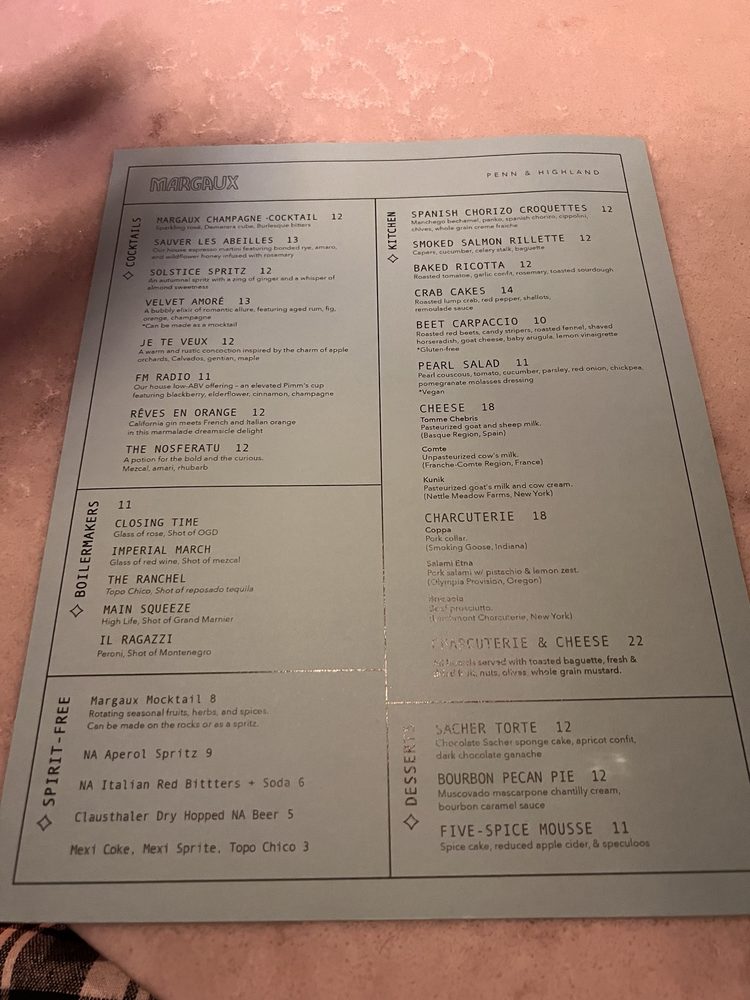 MARGAUX
PENN & HIGHLAND
COCKTAILS
MARGAUX CHAMPAGNE COCKTAIL 12
Sparkling rosé, Demerara cube, Burlesque bitters
SAUVER LES ABEILLES 13
Our house espresso martini featuring bonded rye, amaro,
and wildflower honey infused with rosemary
SOLSTICE SPRITZ 12
An autumnal spritz with a zing of ginger and a whisper of
almond sweetness
VELVET AMORÉ 13
A bubbly elixir of romantic allure, featuring aged rum, fig,
orange, champagne
*Can be made as a mocktail
JE TE VEUX 12
A warm and rustic concoction inspired by the charm of apple
orchards, Calvados, gentian, maple
FM RADIO 11
Our house low-ABV offering – an elevated Pimm's cup
featuring blackberry, elderflower, cinnamon, champagne
RÊVES EN ORANGE 12
California gin meets French and Italian orange
in this marmalade dreamsicle delight
THE NOSFERATU 12
A potion for the bold and the curious.
Mezcal, amari, rhubarb
BOILERMAKERS
11
CLOSING TIME
Glass of rose, Shot of OGD
IMPERIAL MARCH
Glass of red wine, Shot of mezcal
THE RANCHEL
Topo Chico, Shot of reposado tequila
MAIN SQUEEZE
High Life, Shot of Grand Marnier
IL RAGAZZI
Peroni, Shot of Montenegro
SPIRIT-FREE
Margaux Mocktail 8
Rotating seasonal fruits, herbs, and spices.
Can be made on the rocks or as a spritz.
NA Aperol Spritz 9
NA Italian Red Bittters + Soda 6
Clausthaler Dry Hopped NA Beer 5
Mexi Coke, Mexi Sprite, Topo Chico 3
KITCHEN
SPANISH CHORIZO CROQUETTES 12
Manchego bechamel, panko, spanish chorizo, cippolini,
chives, whole grain creme fraiche
SMOKED SALMON RILLETTE 12
Capers, cucumber, celery stalk, baguette
BAKED RICOTTA 12
Roasted tomatoe, garlic confit, rosemary, toasted sourdough
CRAB CAKES 14
Roasted lump crab, red pepper, shallots,
remoulade sauce
BEET CARPACCIO 10
Roasted red beets, candy stripers, roasted fennel, shaved
horseradish, goat cheese, baby arugula, lemon vinaigrette
*Gluten-free
PEARL SALAD 11
Pearl couscous, tomato, cucumber, parsley, red onion, chickpea,
pomegranate molasses dressing
*Vegan
CHEESE 18
Tomme Chebris
Pasteurized goat and sheep milk.
(Basque Region, Spain)
Comte
Unpasteurized cow's milk.
(Franche-Comte Region, France)
Kunik
Pasteurized goat's milk and cow cream.
(Nettle Meadow Farms, New York)
CHARCUTERIE 18
Coppa
Pork collar.
(Smoking Goose, Indiana)
Salami Etna
Pork salami w/ pistachio & lemon zest.
(Olympia Provision, Oregon)
Beef prosciutto.
Charcuterie, New York)
CHARCUTERIE & CHEESE 22
served with toasted baguette, fresh &
fruit, nuts, olives, whole grain mustard.
DESSERTS
SACHER TORTE 12
Chocolate Sacher sponge cake, apricot confit,
dark chocolate ganache
BOURBON PECAN PIE 12
Muscovado mascarpone chantilly cream,
bourbon caramel sauce
FIVE-SPICE MOUSSE 11
Spice cake, reduced apple cider, & speculoos